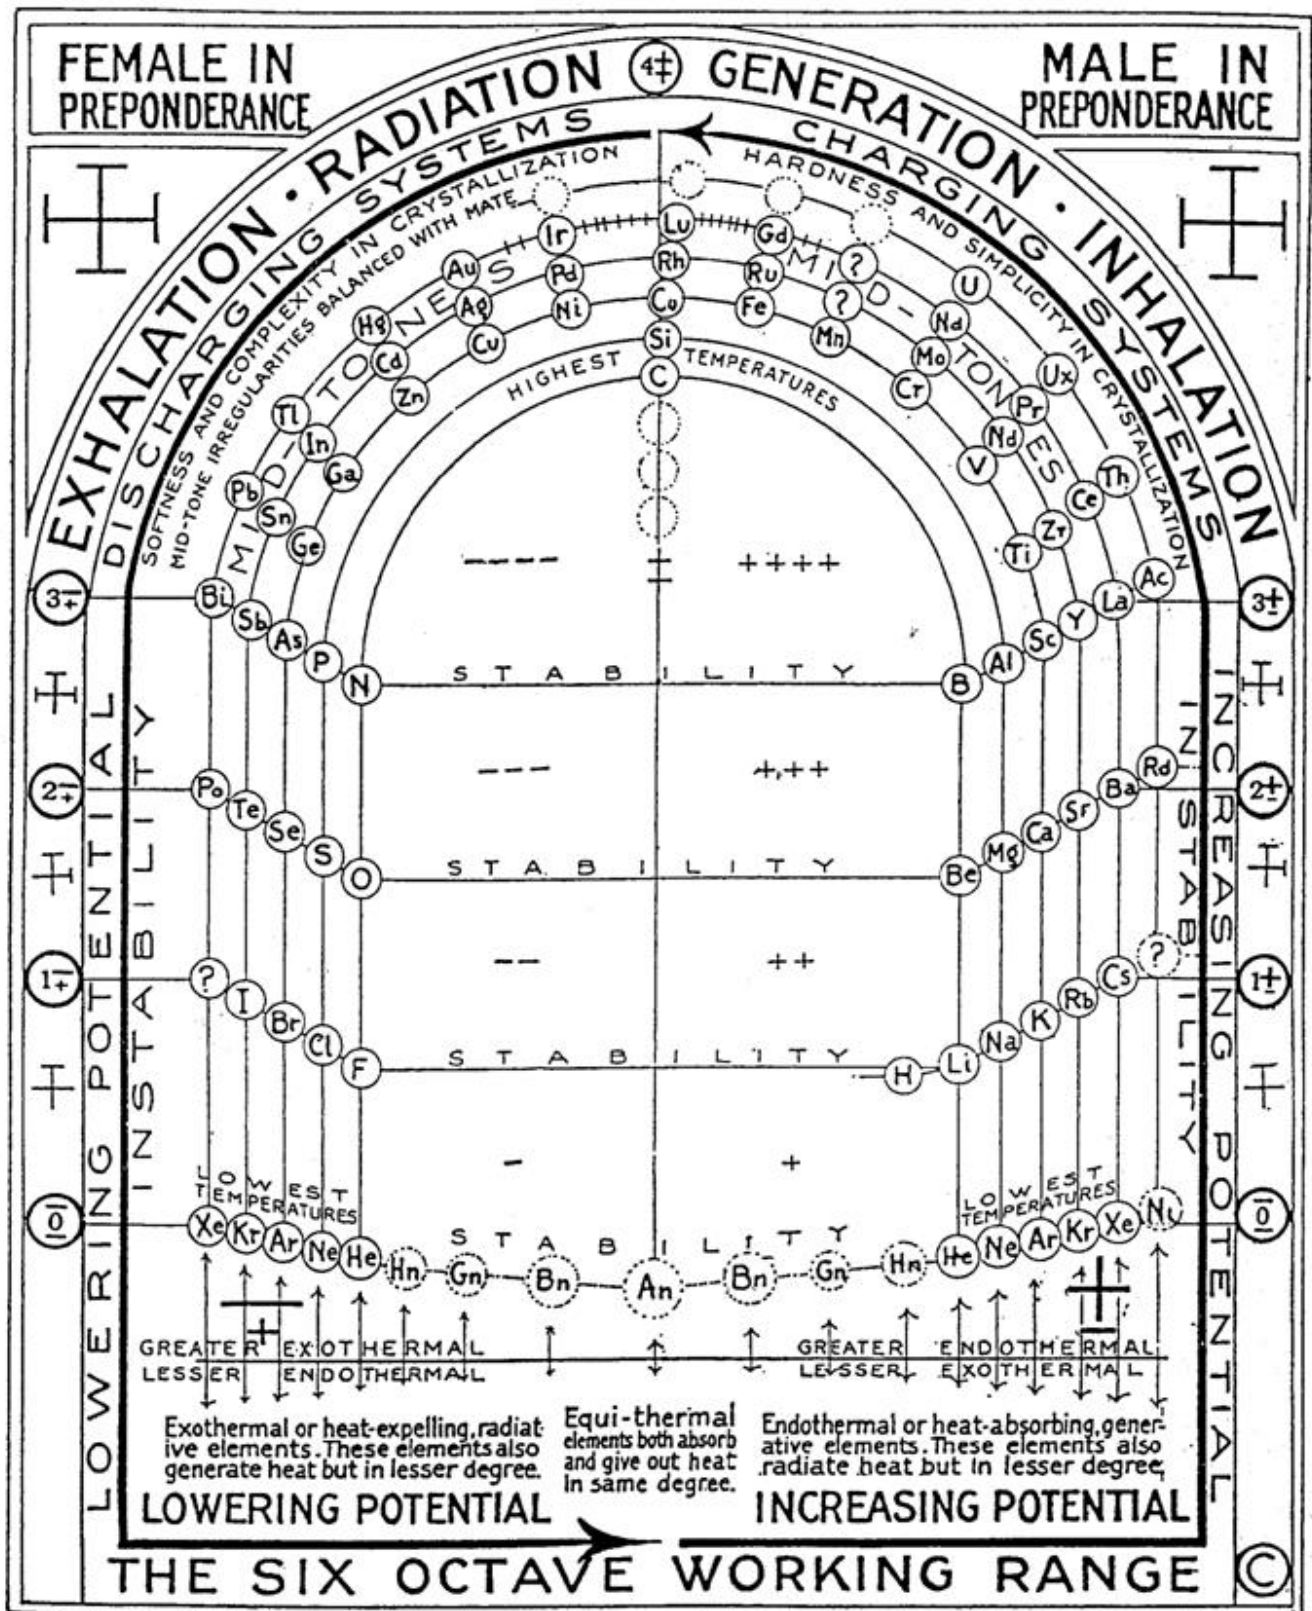 FEMALE IN
PREPONDERANCE
MALE IN
PREPONDERANCE
EXHALATION · RADIATION 4‡ GENERATION · INHALATION
DISCHARGING SYSTEMS
CHARGING SYSTEMS
SOFTNESS AND COMPLEXITY IN CRYSTALLIZATION
MID-TONE IRREGULARITIES BALANCED WITH MATE
HARDNESS AND SIMPLICITY IN CRYSTALLIZATION
MID-TONES
MID-TONES
U
Ir Lu Gd ?
Au Pd Rh Ru ? Nd
Hg Ag Ni Co Fe Mn Mo Ux
Cd Cu Si Cr Pr
HIGHEST TEMPERATURES
Tl Zn C Nd Th
In V Ce
Pb Ga Zr
Sn Ti
Ge
- - - - + + + +
3∓ Bi Sb As P N STABILITY B Al Sc Y La Ac 3±
- - - + + +
2∓ Po Te Se S O STABILITY Be Mg Ca Sr Ba Rd 2±
- - + +
1∓ ? I Br Cl F STABILITY H Li Na K Rb Cs ? 1±
- +
LOWEST
TEMPERATURES
LOWEST
TEMPERATURES
STABILITY
0 Xe Kr Ar Ne He Hn Gn Bn An Bn Gn Hn He Ne Ar Kr Xe 0
LOWERING POTENTIAL
INSTABILITY
INSTABILITY
INCREASING POTENTIAL
GREATER EXOTHERMAL
LESSER ENDOTHERMAL
GREATER ENDOTHERMAL
LESSER EXOTHERMAL
Exothermal or heat-expelling, radiat-
ive elements. These elements also
generate heat but in lesser degree.
LOWERING POTENTIAL
Equi-thermal
elements both absorb
and give out heat
in same degree.
Endothermal or heat-absorbing, gener-
ative elements. These elements also
radiate heat but in lesser degree,
INCREASING POTENTIAL
THE SIX OCTAVE WORKING RANGE ©